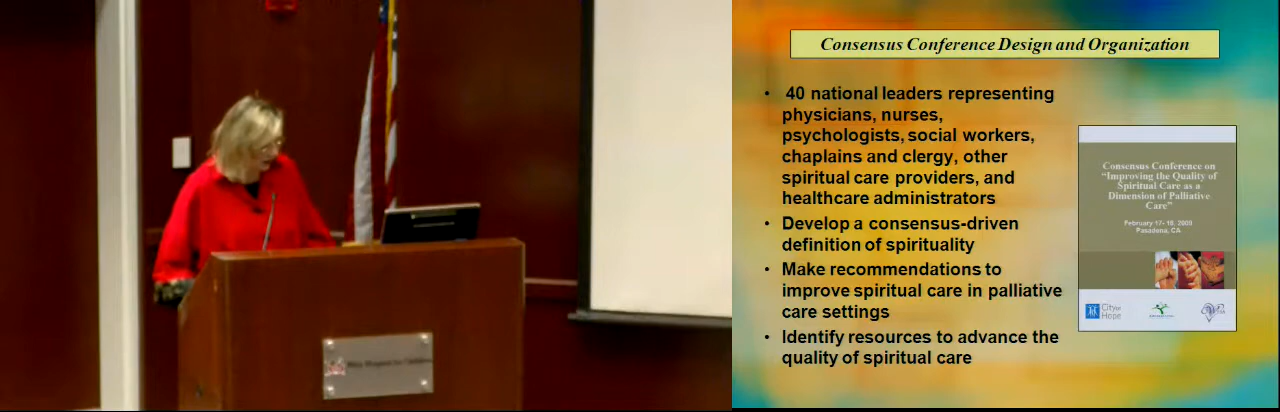 Consensus Conference Design and Organization
• 40 national leaders representing
physicians, nurses,
psychologists, social workers,
chaplains and clergy, other
spiritual care providers, and
healthcare administrators
• Develop a consensus-driven
definition of spirituality
• Make recommendations to
improve spiritual care in palliative
care settings
• Identify resources to advance the
quality of spiritual care
Consensus Conference on
“Improving the Quality of
Spiritual Care as a
Dimension of Palliative
Care”
February 17- 18, 2009
Pasadena, CA
City of
Hope